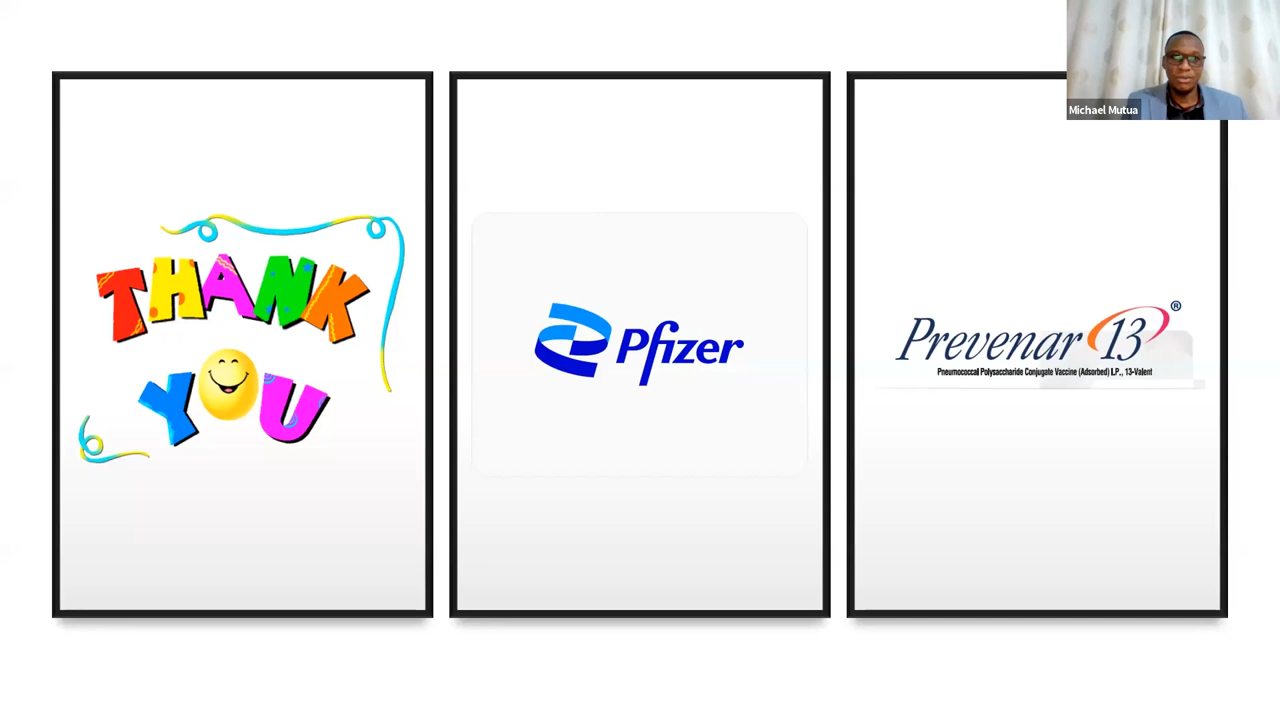 THANK
YOU
Pfizer
Prevenar 13®
Pneumococcal Polysaccharide Conjugate Vaccine (Adsorbed) I.P., 13-Valent
Michael Mutua